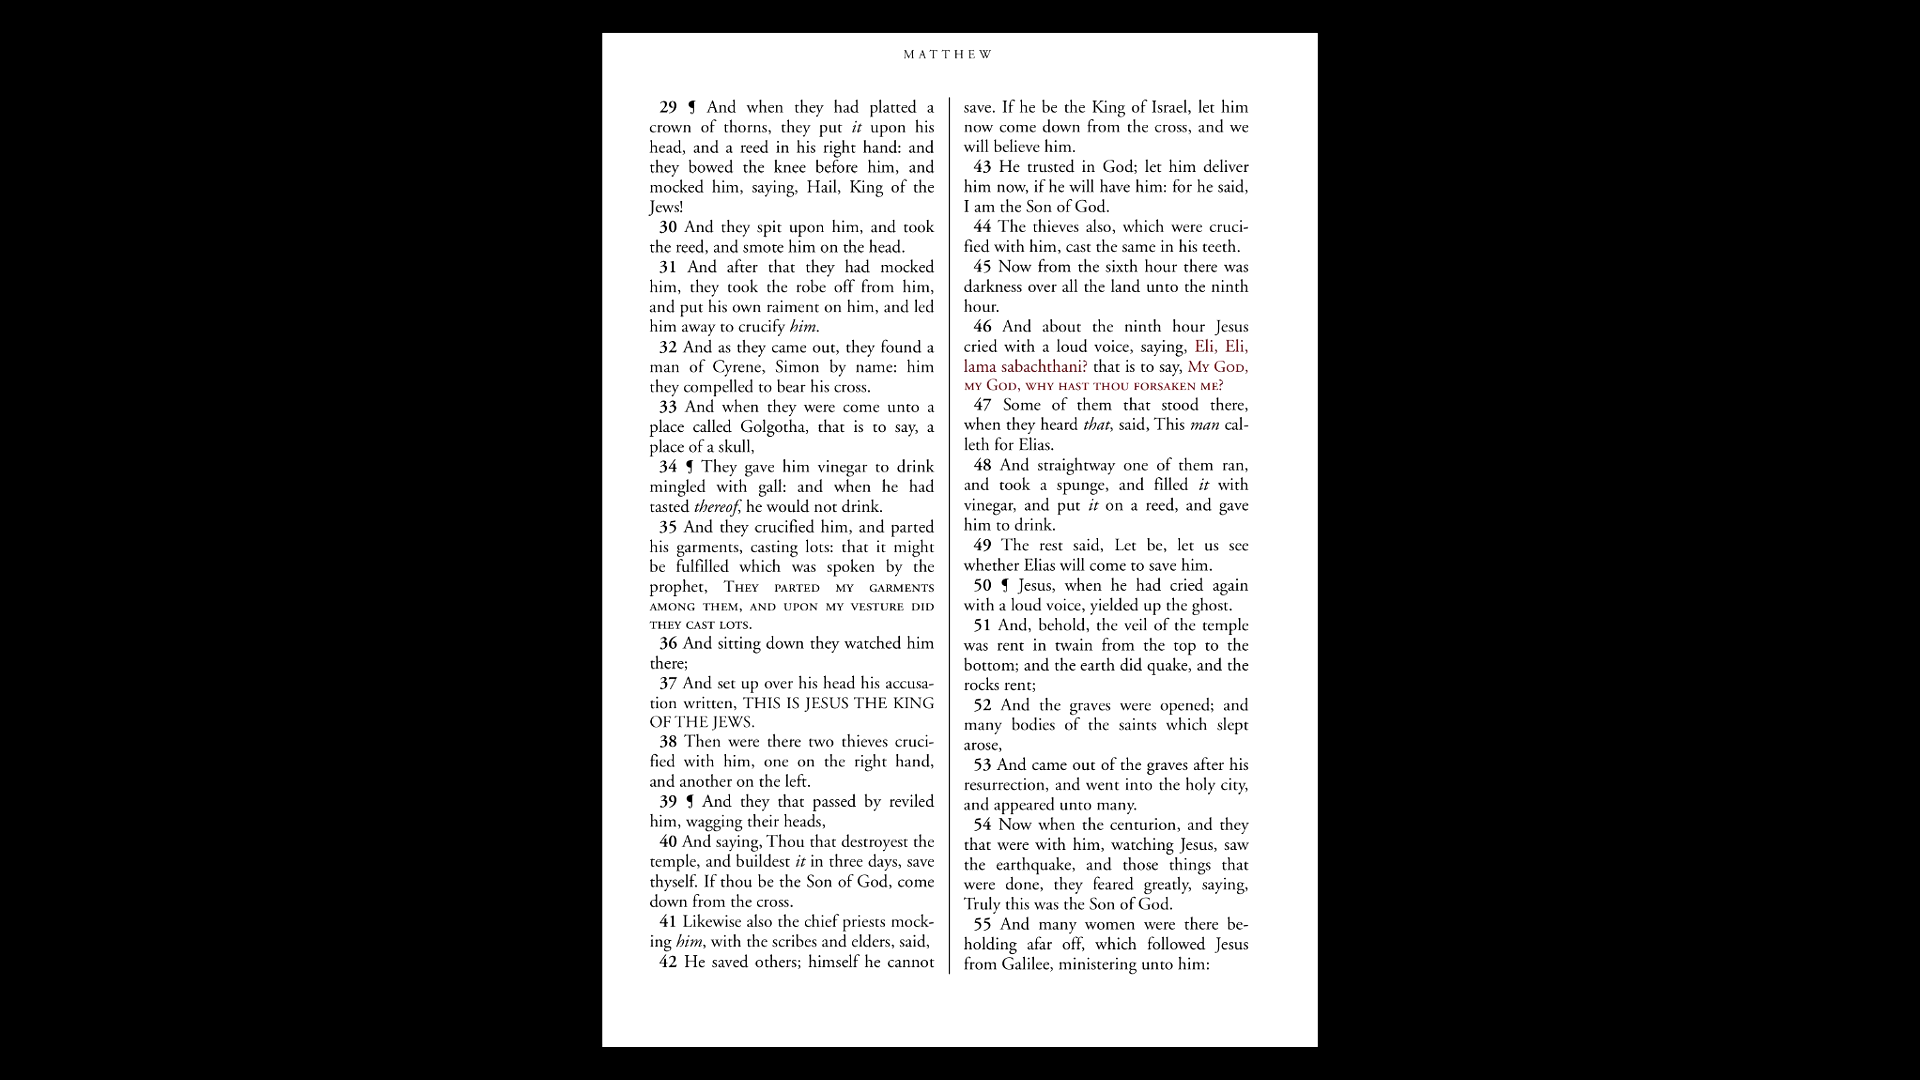 MATTHEW
29 ¶ And when they had platted a
crown of thorns, they put it upon his
head, and a reed in his right hand: and
they bowed the knee before him, and
mocked him, saying, Hail, King of the
Jews!
30 And they spit upon him, and took
the reed, and smote him on the head.
31 And after that they had mocked
him, they took the robe off from him,
and put his own raiment on him, and led
him away to crucify him.
32 And as they came out, they found a
man of Cyrene, Simon by name: him
they compelled to bear his cross.
33 And when they were come unto a
place called Golgotha, that is to say, a
place of a skull,
34 ¶ They gave him vinegar to drink
mingled with gall: and when he had
tasted thereof, he would not drink.
35 And they crucified him, and parted
his garments, casting lots: that it might
be fulfilled which was spoken by the
prophet, THEY PARTED MY GARMENTS
AMONG THEM, AND UPON MY VESTURE DID
THEY CAST LOTS.
36 And sitting down they watched him
there;
37 And set up over his head his accusa-
tion written, THIS IS JESUS THE KING
OF THE JEWS.
38 Then were there two thieves cruci-
fied with him, one on the right hand,
and another on the left.
39 ¶ And they that passed by reviled
him, wagging their heads,
40 And saying, Thou that destroyest the
temple, and buildest it in three days, save
thyself. If thou be the Son of God, come
down from the cross.
41 Likewise also the chief priests mock-
ing him, with the scribes and elders, said,
42 He saved others; himself he cannot
save. If he be the King of Israel, let him
now come down from the cross, and we
will believe him.
43 He trusted in God; let him deliver
him now, if he will have him: for he said,
I am the Son of God.
44 The thieves also, which were cruci-
fied with him, cast the same in his teeth.
45 Now from the sixth hour there was
darkness over all the land unto the ninth
hour.
46 And about the ninth hour Jesus
cried with a loud voice, saying, Eli, Eli,
lama sabachthani? that is to say, MY GOD,
MY GOD, WHY HAST THOU FORSAKEN ME?
47 Some of them that stood there,
when they heard that, said, This man cal-
leth for Elias.
48 And straightway one of them ran,
and took a spunge, and filled it with
vinegar, and put it on a reed, and gave
him to drink.
49 The rest said, Let be, let us see
whether Elias will come to save him.
50 ¶ Jesus, when he had cried again
with a loud voice, yielded up the ghost.
51 And, behold, the veil of the temple
was rent in twain from the top to the
bottom; and the earth did quake, and the
rocks rent;
52 And the graves were opened; and
many bodies of the saints which slept
arose,
53 And came out of the graves after his
resurrection, and went into the holy city,
and appeared unto many.
54 Now when the centurion, and they
that were with him, watching Jesus, saw
the earthquake, and those things that
were done, they feared greatly, saying,
Truly this was the Son of God.
55 And many women were there be-
holding afar off, which followed Jesus
from Galilee, ministering unto him: